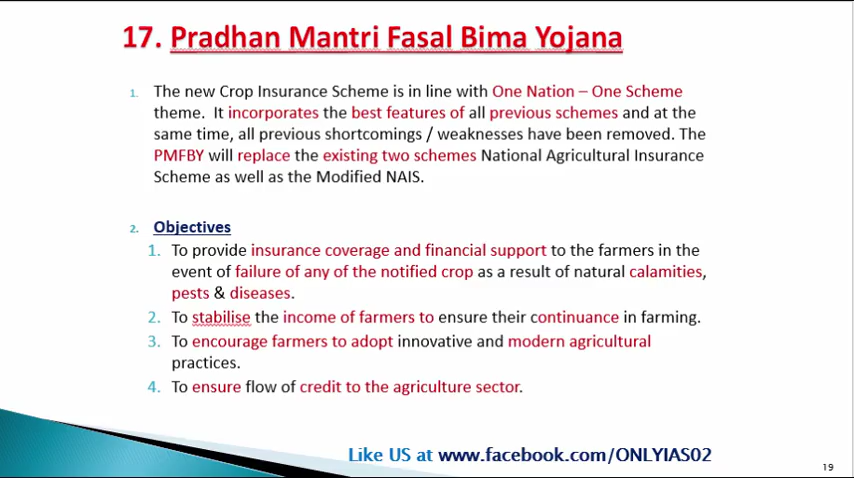 17. Pradhan Mantri Fasal Bima Yojana
1. The new Crop Insurance Scheme is in line with One Nation – One Scheme
theme. It incorporates the best features of all previous schemes and at the
same time, all previous shortcomings / weaknesses have been removed. The
PMFBY will replace the existing two schemes National Agricultural Insurance
Scheme as well as the Modified NAIS.
2. Objectives
1. To provide insurance coverage and financial support to the farmers in the
event of failure of any of the notified crop as a result of natural calamities,
pests & diseases.
2. To stabilise the income of farmers to ensure their continuance in farming.
3. To encourage farmers to adopt innovative and modern agricultural
practices.
4. To ensure flow of credit to the agriculture sector.
Like US at www.facebook.com/ONLYIAS02
19